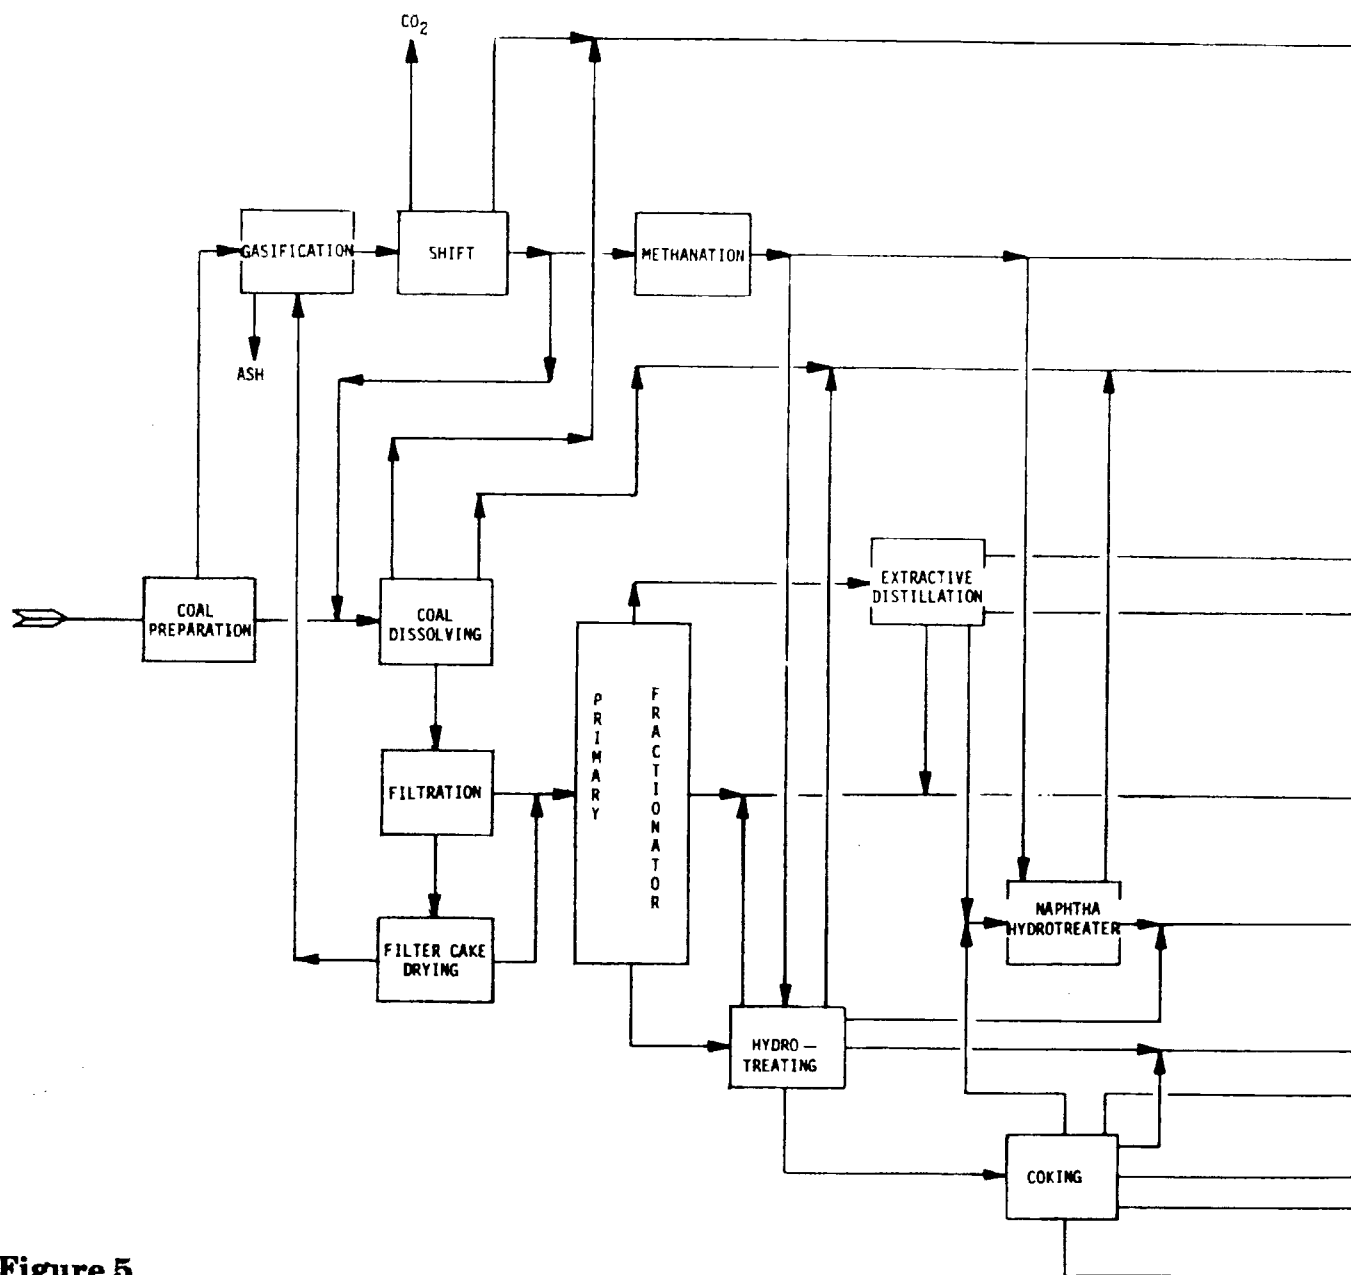 CO2
GASIFICATION
SHIFT
METHANATION
ASH
EXTRACTIVE
DISTILLATION
COAL
PREPARATION
COAL
DISSOLVING
PRIMARY
FRACTIONATOR
FILTRATION
NAPHTHA
HYDROTREATER
FILTER CAKE
DRYING
HYDRO—
TREATING
COKING
Figure 5